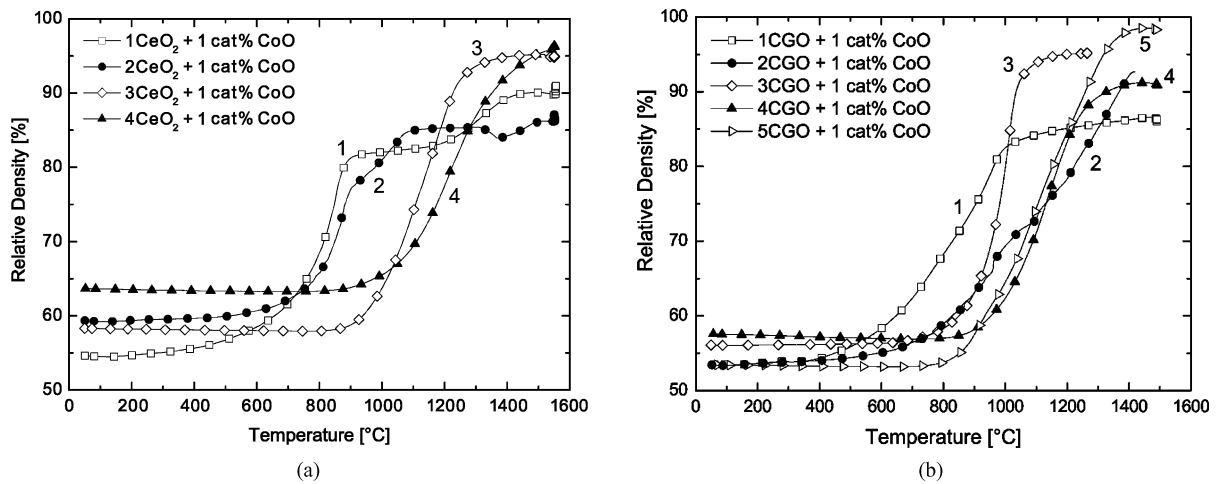 100
90
80
70
60
50
Relative Density [%]
1CeO₂ + 1 cat% CoO
2CeO₂ + 1 cat% CoO
3CeO₂ + 1 cat% CoO
4CeO₂ + 1 cat% CoO
1
2
3
4
0 200 400 600 800 1000 1200 1400 1600
Temperature [°C]
(a)
100
90
80
70
60
50
Relative Density [%]
1CGO + 1 cat% CoO
2CGO + 1 cat% CoO
3CGO + 1 cat% CoO
4CGO + 1 cat% CoO
5CGO + 1 cat% CoO
1
3
5
4
2
0 200 400 600 800 1000 1200 1400 1600
Temperature [°C]
(b)